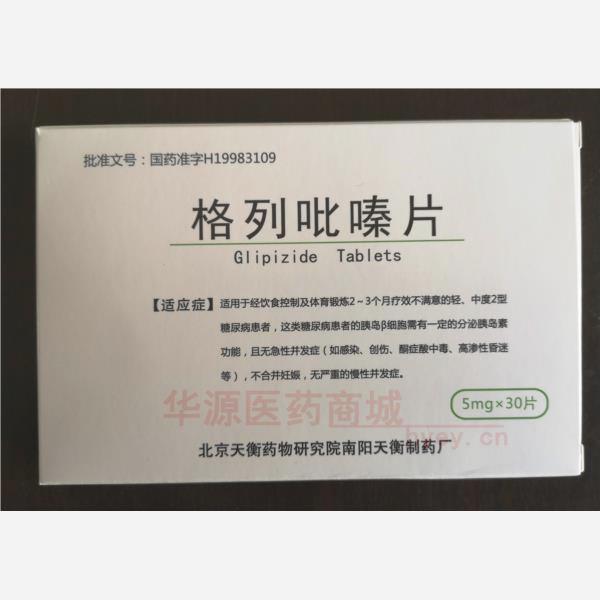 批准文号：国药准字H19983109
格列吡嗪片
Glipizide Tablets
【适应症】适用于经饮食控制及体育锻炼2～3个月疗效不满意的轻、中度2型
糖尿病患者，这类糖尿病患者的胰岛β细胞需有一定的分泌胰岛素
功能，且无急性并发症（如感染、创伤、酮症酸中毒、高渗性昏迷
等），不合并妊娠，无严重的慢性并发症。
华源医药商城
5mg×30片
hyey.cn
北京天衡药物研究院南阳天衡制药厂